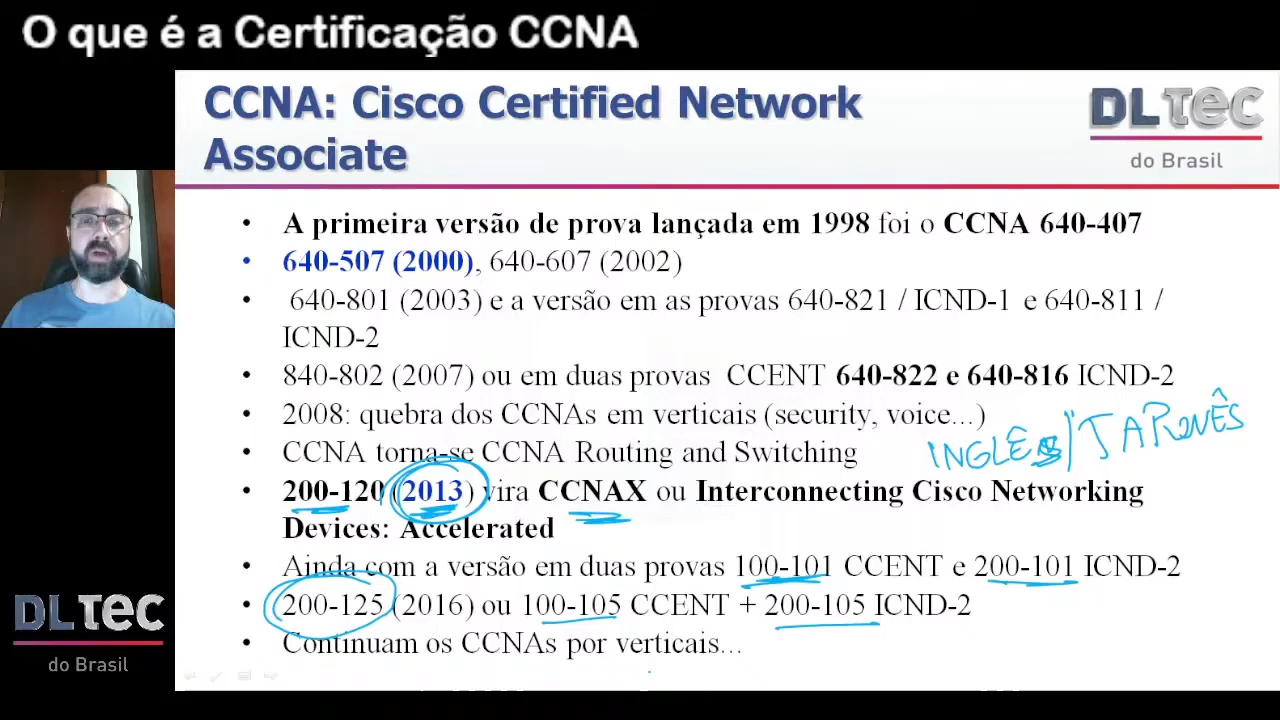 O que é a Certificação CCNA
CCNA: Cisco Certified Network
Associate
DLTEC
do Brasil
• A primeira versão de prova lançada em 1998 foi o CCNA 640-407
• 640-507 (2000), 640-607 (2002)
• 640-801 (2003) e a versão em as provas 640-821 / ICND-1 e 640-811 /
ICND-2
• 840-802 (2007) ou em duas provas CCENT 640-822 e 640-816 ICND-2
• 2008: quebra dos CCNAs em verticais (security, voice...)
• CCNA torna-se CCNA Routing and Switching
INGLES/JAPONÊS
• 200-120 (2013) vira CCNAX ou Interconnecting Cisco Networking
Devices: Accelerated
• Ainda com a versão em duas provas 100-101 CCENT e 200-101 ICND-2
• 200-125 (2016) ou 100-105 CCENT + 200-105 ICND-2
• Continuam os CCNAs por verticais...
DLTEC
do Brasil